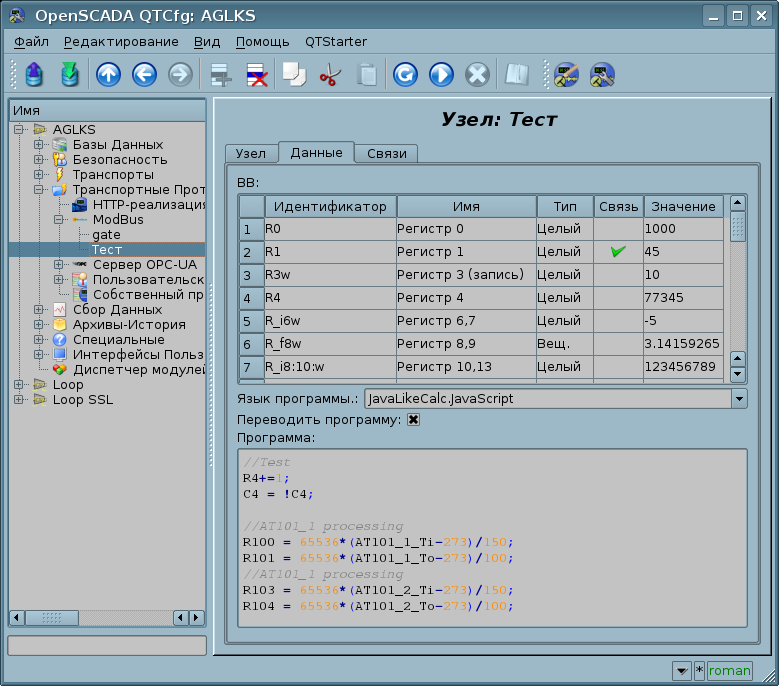 OpenSCADA QTCfg: AGLKS
Файл Редактирование Вид Помощь QTStarter
Имя
AGLKS
Базы Данных
Безопасность
Транспорты
Транспортные Прот
HTTP-реализация
ModBus
gate
Тест
Сервер OPC-UA
Пользовательск
Собственный пр
Сбор Данных
Архивы-История
Специальные
Интерфейсы Польз
Диспетчер модулей
Loop
Loop SSL
Узел: Тест
Узел Данные Связи
ВВ:
Идентификатор Имя Тип Связь Значение
1 R0 Регистр 0 Целый 1000
2 R1 Регистр 1 Целый 45
3 R3w Регистр 3 (запись) Целый 10
4 R4 Регистр 4 Целый 77345
5 R_i6w Регистр 6,7 Целый -5
6 R_f8w Регистр 8,9 Вещ. 3.14159265
7 R_i8:10:w Регистр 10,13 Целый 123456789
Язык программы.: JavaLikeCalc.JavaScript
Переводить программу:
Программа:
//Test
R4+=1;
C4 = !C4;
//AT101_1 processing
R100 = 65536*(AT101_1_Ti-273)/150;
R101 = 65536*(AT101_1_To-273)/100;
//AT101_1 processing
R103 = 65536*(AT101_2_Ti-273)/150;
R104 = 65536*(AT101_2_To-273)/100;
* roman